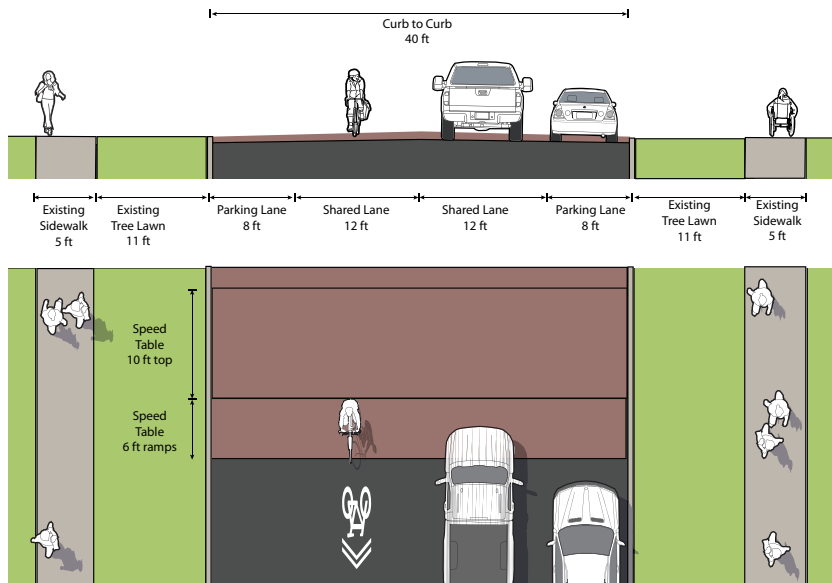 Curb to Curb
40 ft
Existing
Sidewalk
5 ft
Existing
Tree Lawn
11 ft
Parking Lane
8 ft
Shared Lane
12 ft
Shared Lane
12 ft
Parking Lane
8 ft
Existing
Tree Lawn
11 ft
Existing
Sidewalk
5 ft
Speed
Table
10 ft top
Speed
Table
6 ft ramps